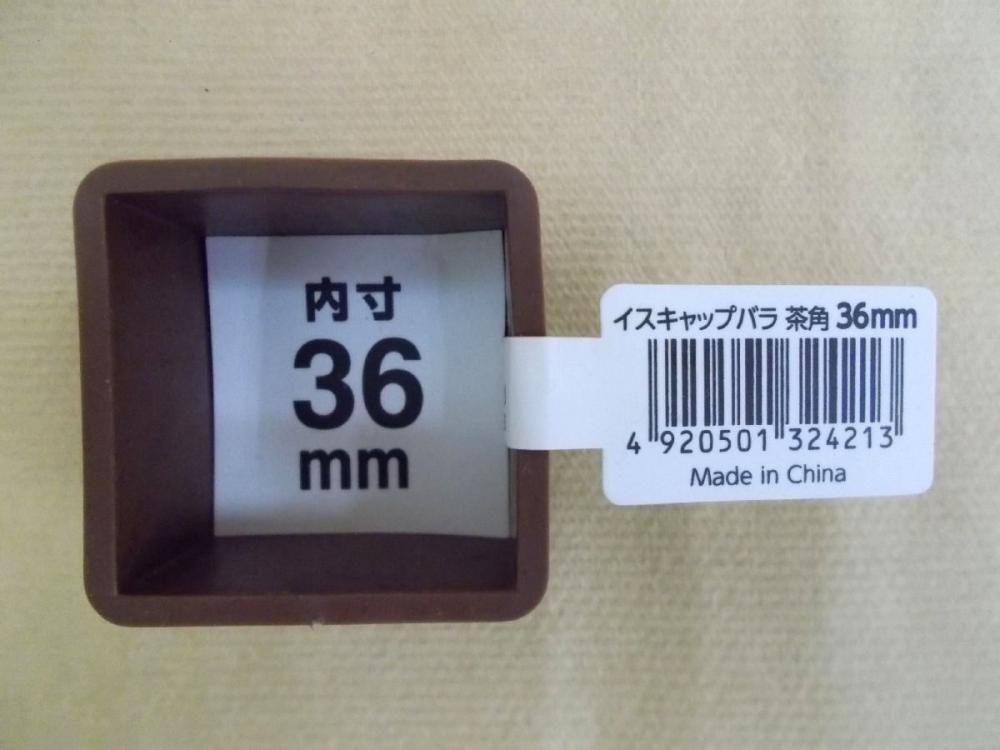 内寸
36
mm
イスキャップバラ 茶角 36mm
4 920501 324213
Made in China